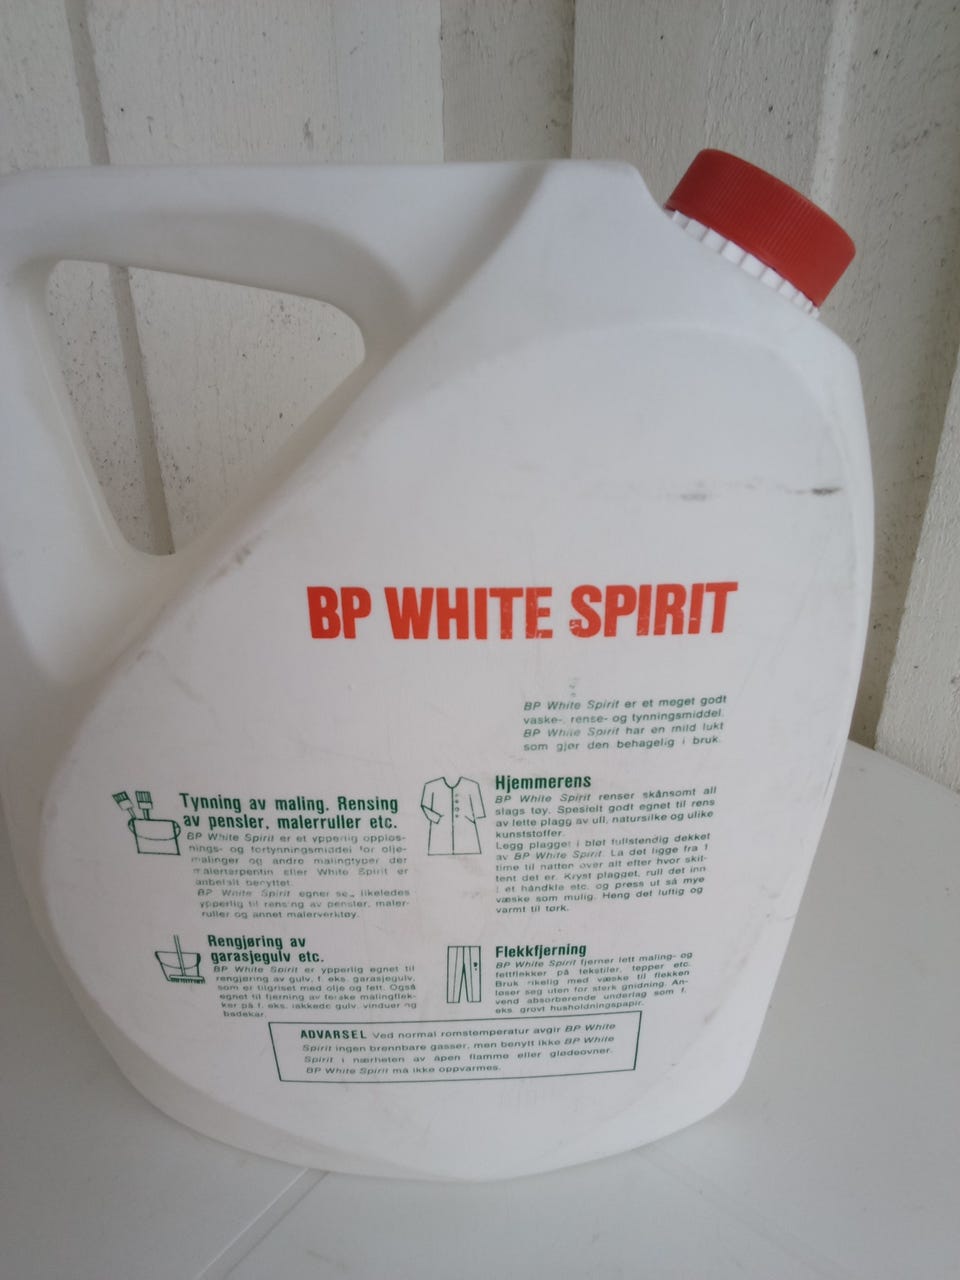 BP WHITE SPIRIT
BP White Spirit er et meget godt
vaske-, rense- og tynningsmiddel.
BP White Spirit har en mild lukt
som gjør den behagelig i bruk.
Tynning av maling. Rensing
av pensler, malerruller etc.
BP White Spirit er et ypperlig oppløs-
nings- og fortynningsmiddel for olje-
malinger og andre malingtyper der
malerterpentin eller White Spirit er
anbefalt benyttet.
BP White Spirit egner seg likeledes
ypperlig til rensing av pensler, maler-
ruller og annet malerverktøy.
Hjemmerens
BP White Spirit renser skånsomt all
slags tøy. Spesielt godt egnet til rens
av lette plagg av ull, natursilke og ulike
kunststoffer.
Legg plagget i bløt fullstendig dekket
av BP White Spirit. La det ligge fra 1
time til natten over alt efter hvor skit-
tent det er. Kryst plagget, rull det inn
i et håndkle etc. og press ut så mye
væske som mulig. Heng det luftig og
varmt til tørk.
Rengjøring av
garasjegulv etc.
BP White Spirit er ypperlig egnet til
rengjøring av gulv, f. eks. garasjegulv,
som er tilgriset med olje og fett. Også
egnet til fjerning av ferske malingflek-
ker på f. eks. lakkede gulv, vinduer og
badekar.
Flekkfjerning
BP White Spirit fjerner lett maling- og
fettflekker på tekstiler, tepper etc.
Bruk rikelig med væske til flekken
løser seg uten for sterk gnidning. An-
vend absorberende underlag som f.
eks. grovt husholdningspapir.
ADVARSEL Ved normal romstemperatur avgir BP White
Spirit ingen brennbare gasser, men benytt ikke BP White
Spirit i nærheten av åpen flamme eller glødeovner.
BP White Spirit må ikke oppvarmes.